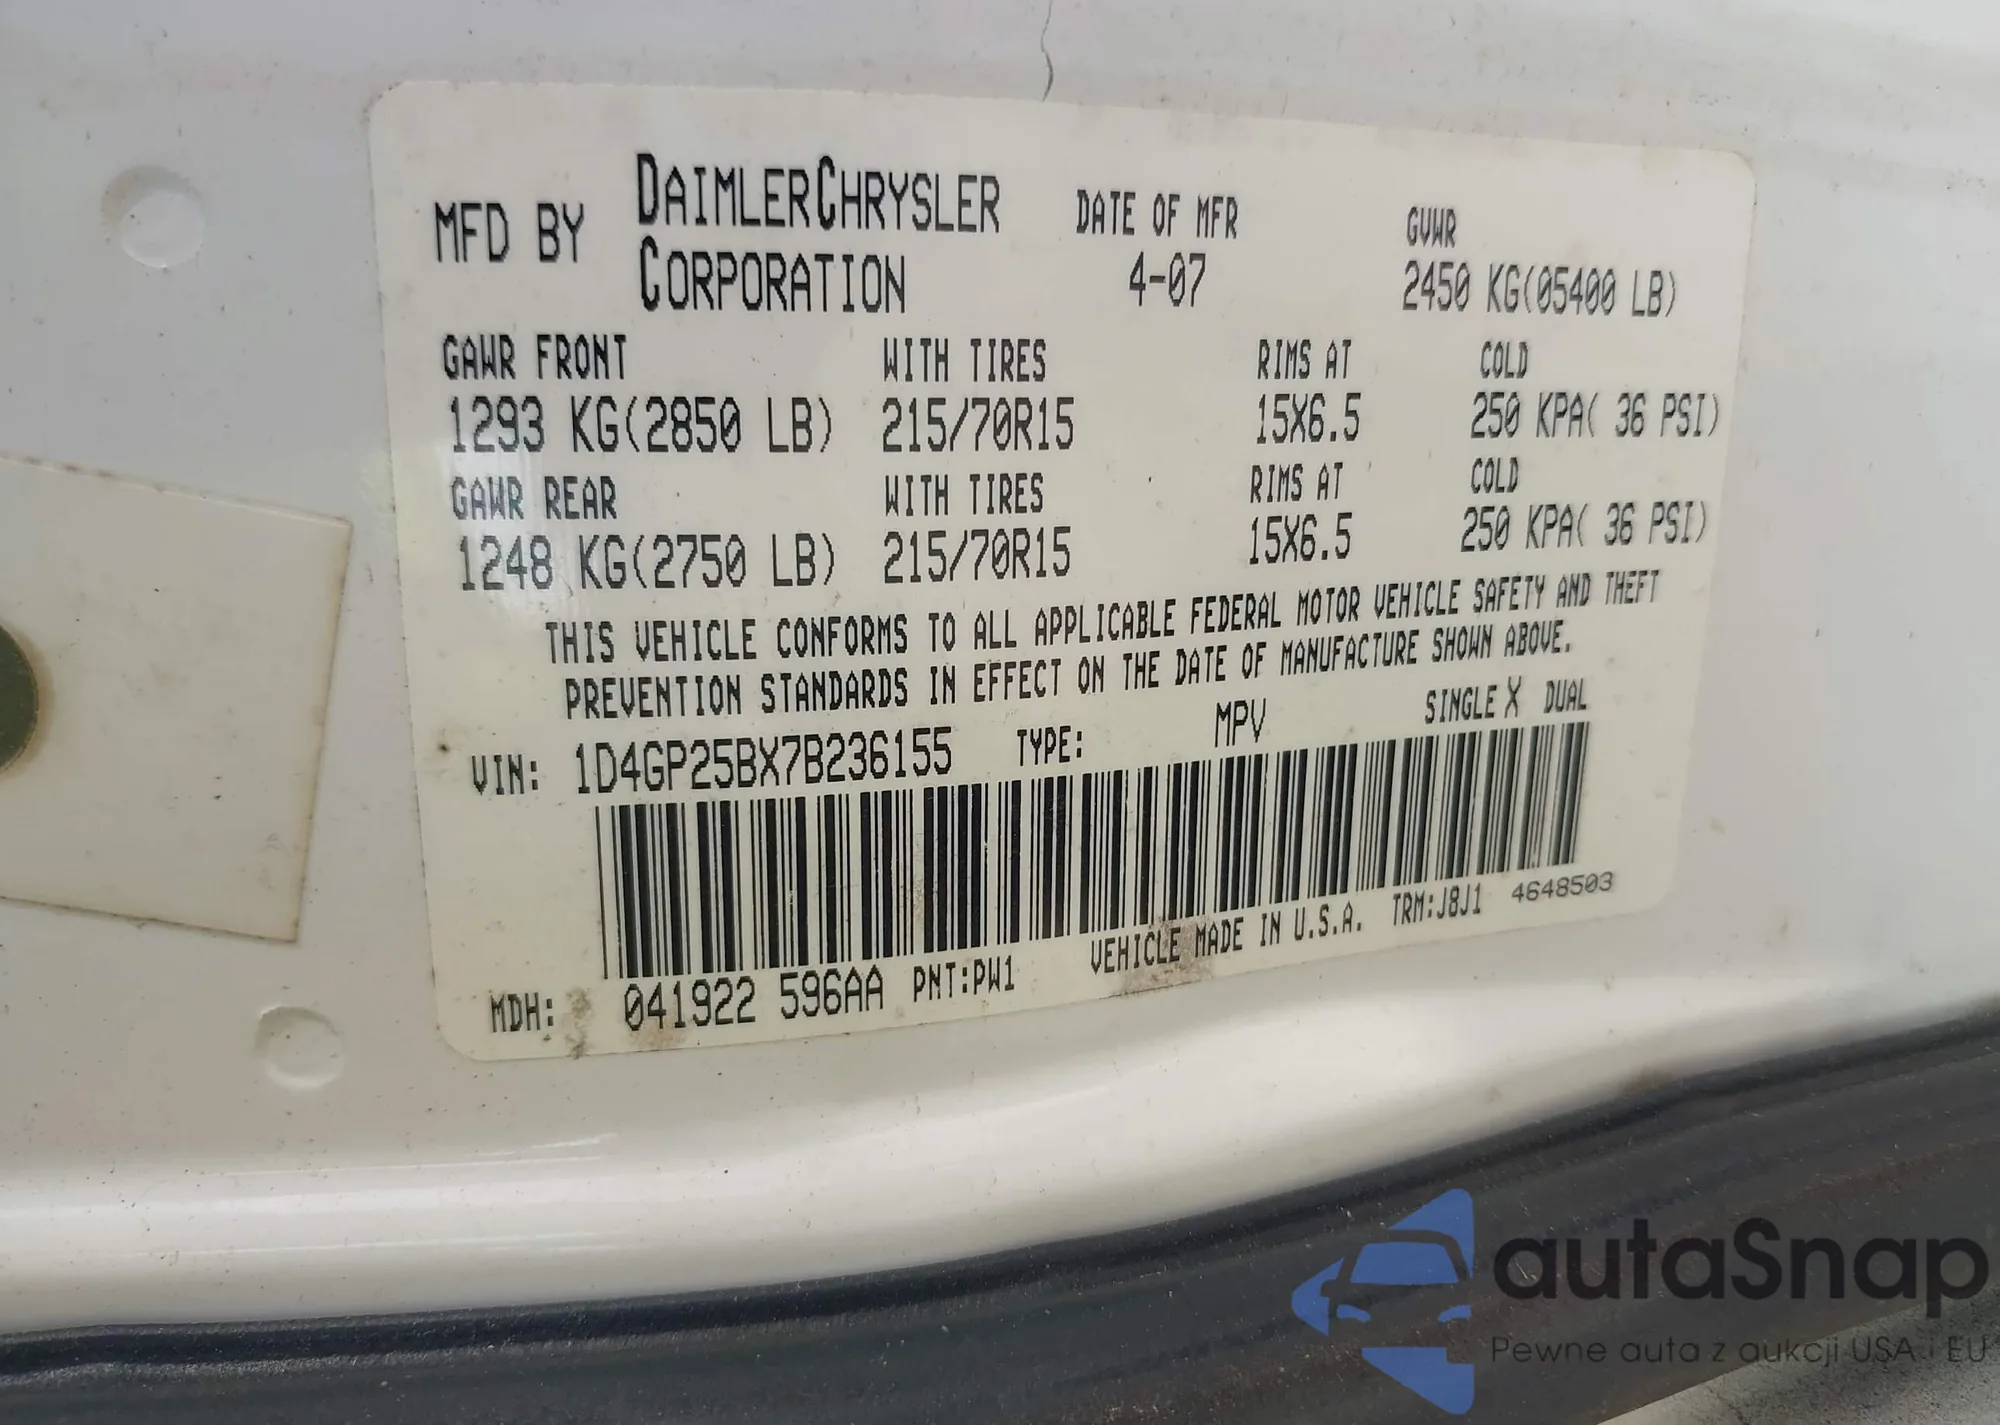 MFD BY DAIMLERCHRYSLER CORPORATION DATE OF MFR 4-07 GVWR 2450 KG(05400 LB)
GAWR FRONT WITH TIRES RIMS AT COLD
1293 KG(2850 LB) 215/70R15 15X6.5 250 KPA( 36 PSI)
GAWR REAR WITH TIRES RIMS AT COLD
1248 KG(2750 LB) 215/70R15 15X6.5 250 KPA( 36 PSI)
THIS VEHICLE CONFORMS TO ALL APPLICABLE FEDERAL MOTOR VEHICLE SAFETY AND THEFT
PREVENTION STANDARDS IN EFFECT ON THE DATE OF MANUFACTURE SHOWN ABOVE.
VIN: 1D4GP25BX7B236155 TYPE: MPV SINGLE X DUAL
MDH: 041922 596AA PNT:PW1 VEHICLE MADE IN U.S.A. TRM:J8J1 4648503
autaSnap
Pewne auta z aukcji USA i EU